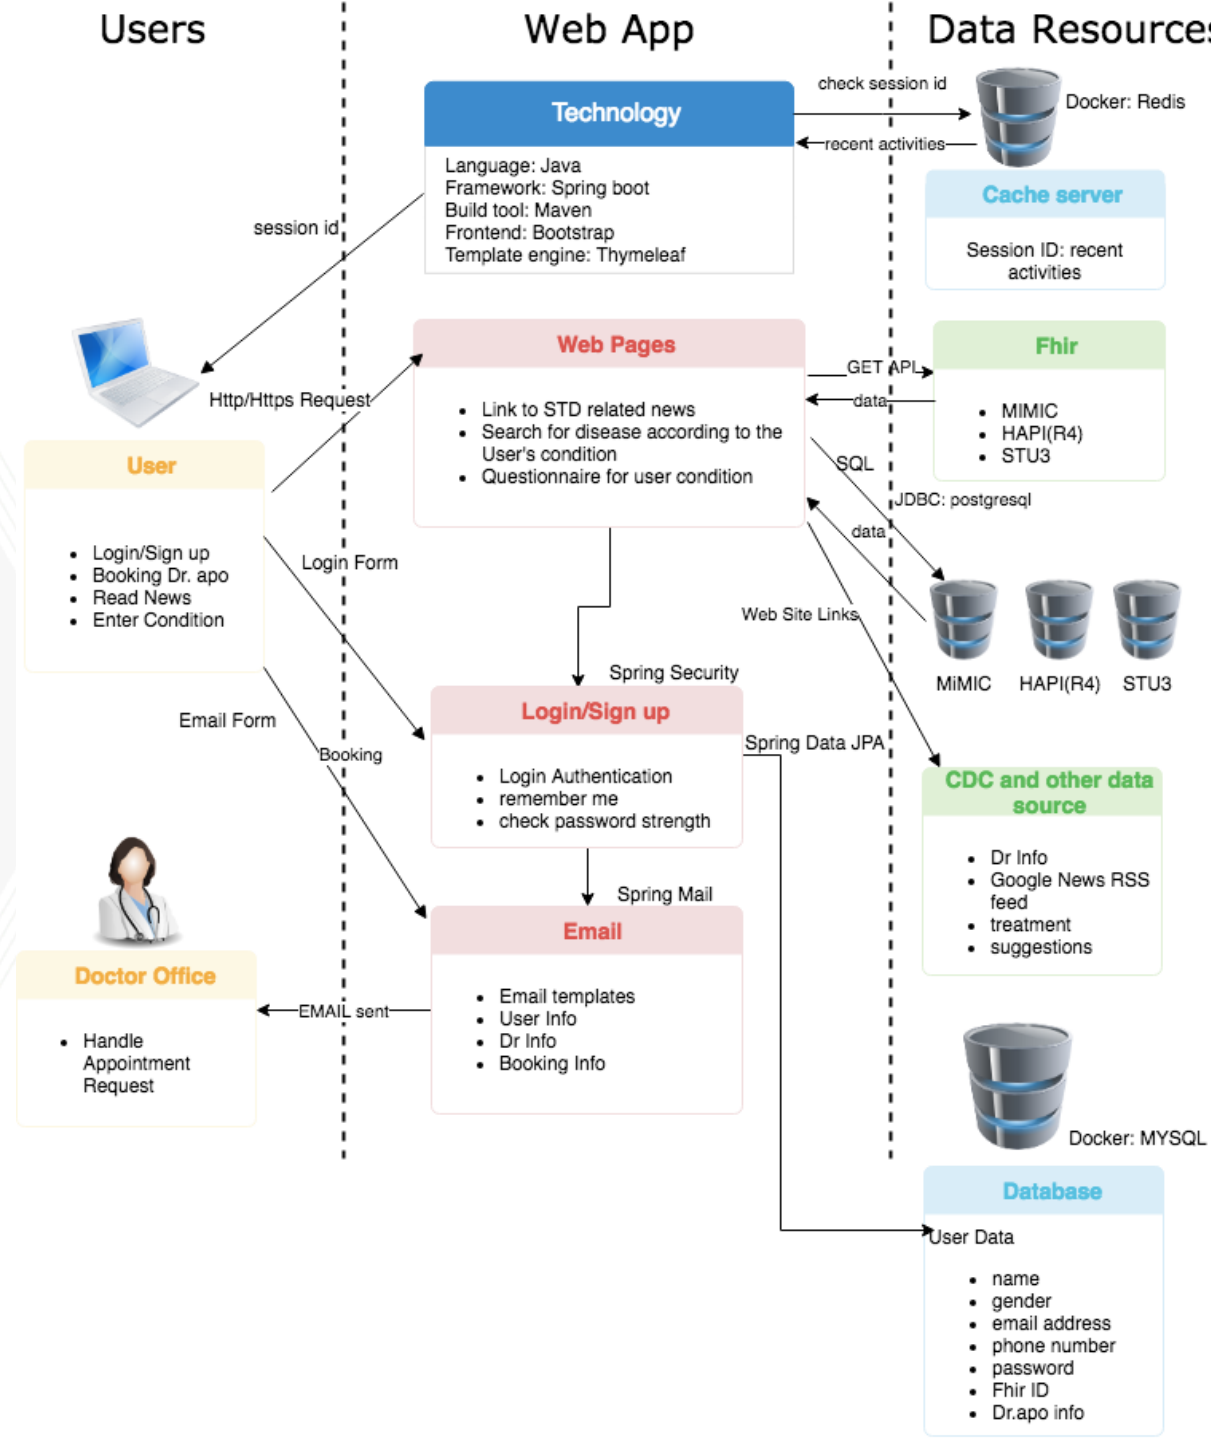 Users
Web App
Data Resources
Technology
Language: Java
Framework: Spring boot
Build tool: Maven
Frontend: Bootstrap
Template engine: Thymeleaf
check session id
recent activities
Docker: Redis
Cache server
Session ID: recent
activities
session id
Http/Https Request
Web Pages
Link to STD related news
Search for disease according to the
User's condition
Questionnaire for user condition
GET API
data
Fhir
MIMIC
HAPI(R4)
STU3
SQL
JDBC: postgresql
data
MiMIC
HAPI(R4)
STU3
Web Site Links
User
Login/Sign up
Booking Dr. apo
Read News
Enter Condition
Login Form
Email Form
Booking
Spring Security
Login/Sign up
Login Authentication
remember me
check password strength
Spring Data JPA
CDC and other data
source
Dr Info
Google News RSS
feed
treatment
suggestions
Spring Mail
Email
Email templates
User Info
Dr Info
Booking Info
EMAIL sent
Doctor Office
Handle
Appointment
Request
Docker: MYSQL
Database
User Data
name
gender
email address
phone number
password
Fhir ID
Dr.apo info